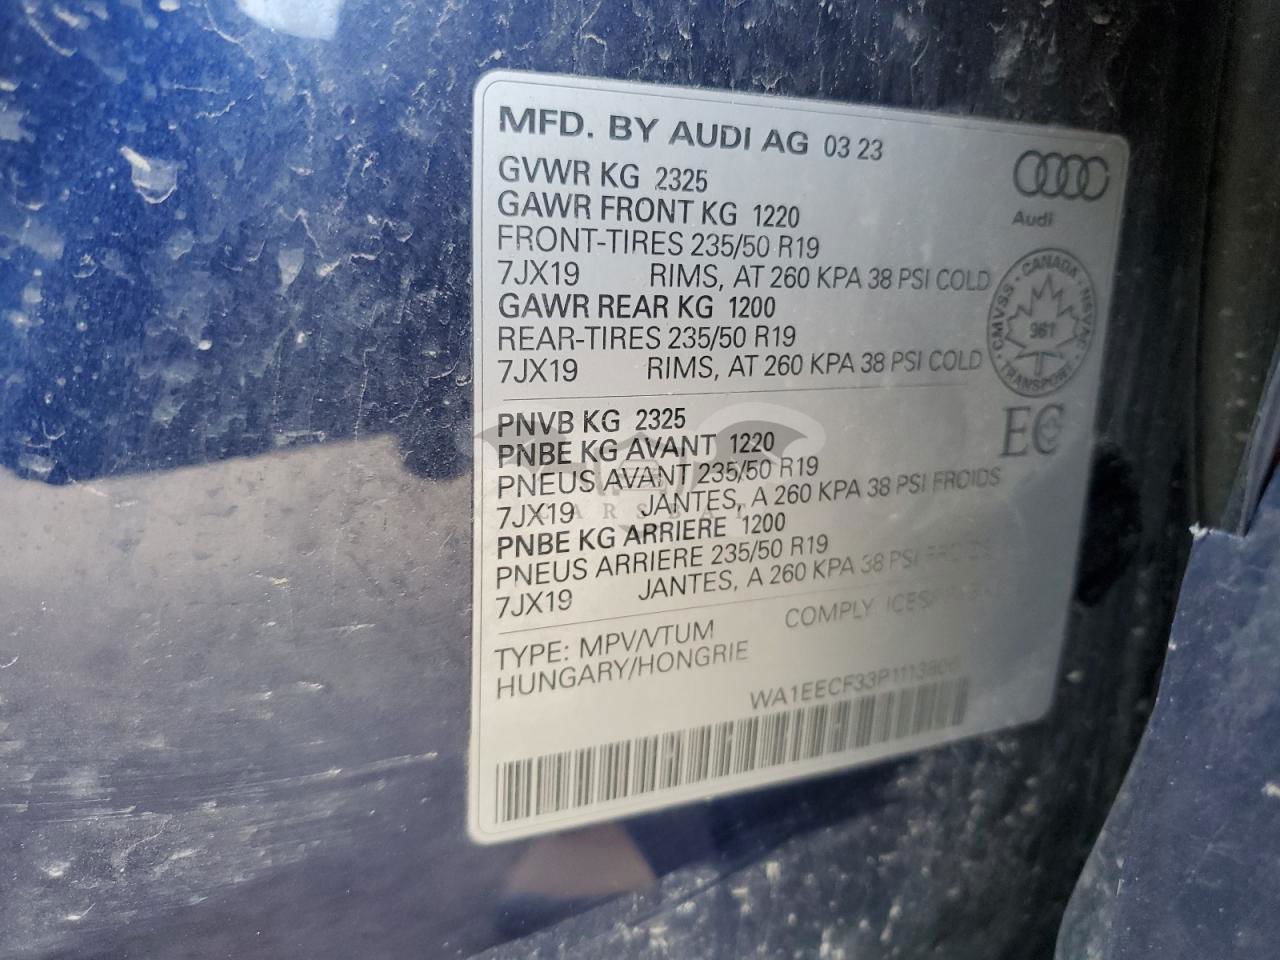 MFD. BY AUDI AG 03 23
GVWR KG 2325
GAWR FRONT KG 1220
FRONT-TIRES 235/50 R19
7JX19 RIMS, AT 260 KPA 38 PSI COLD
GAWR REAR KG 1200
REAR-TIRES 235/50 R19
7JX19 RIMS, AT 260 KPA 38 PSI COLD
Audi
CANADA
CMVSS NSVAC
961
TRANSPORT
EC
PNVB KG 2325
PNBE KG AVANT 1220
PNEUS AVANT 235/50 R19
7JX19 JANTES, A 260 KPA 38 PSI FROIDS
PNBE KG ARRIERE 1200
PNEUS ARRIERE 235/50 R19
7JX19 JANTES, A 260 KPA 38 PSI FROIDS
TYPE: MPV/VTUM COMPLY
HUNGARY/HONGRIE